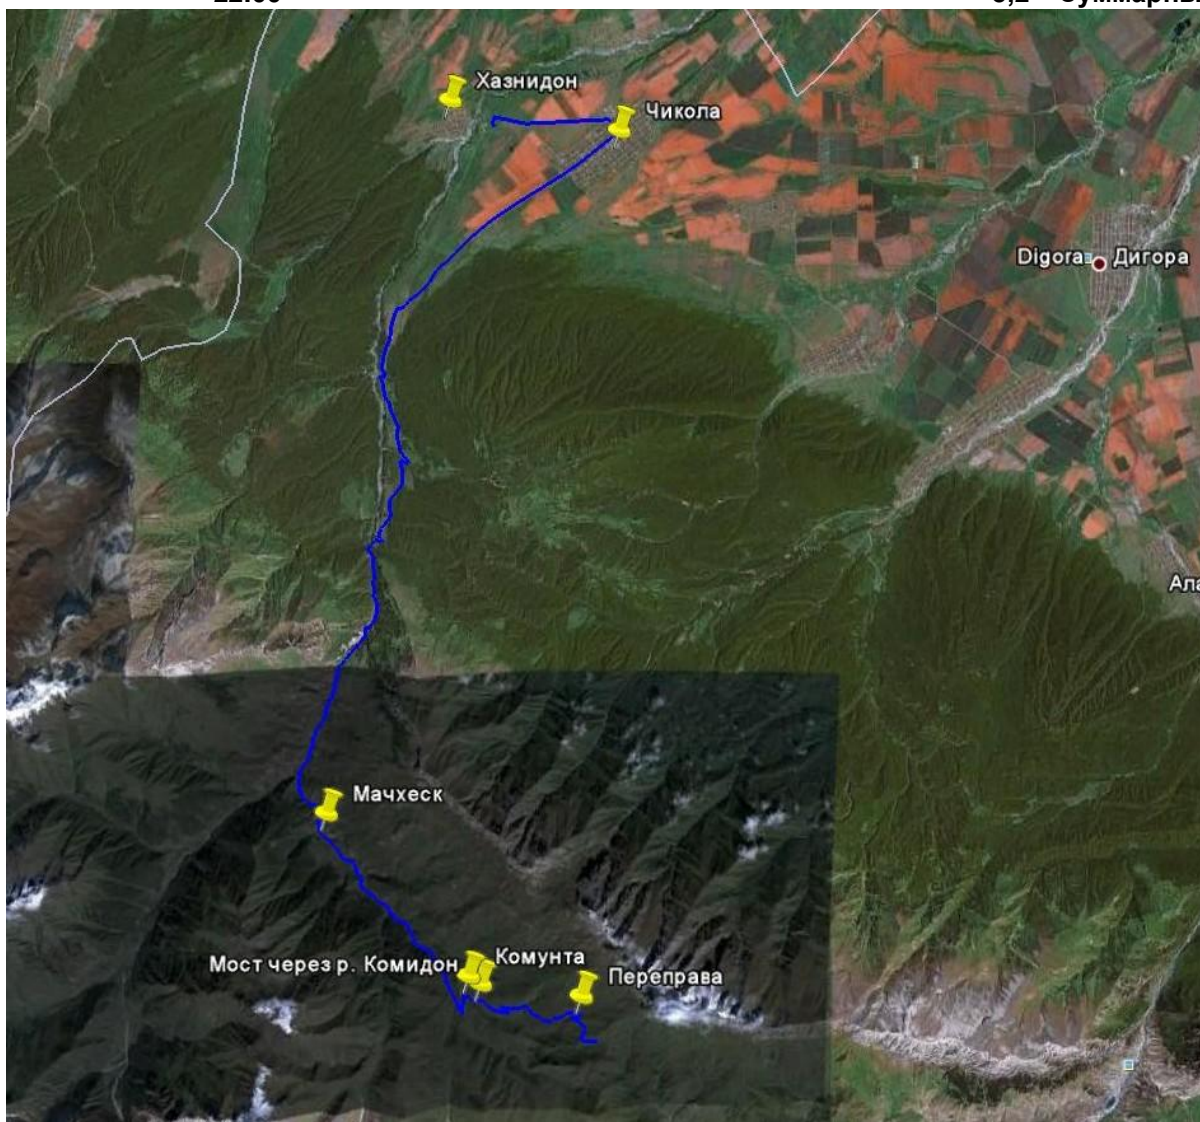 Хазнидон
Чикола
Digora Дигора
Мачхеск
Мост через р. Комидон
Комунта
Переправа